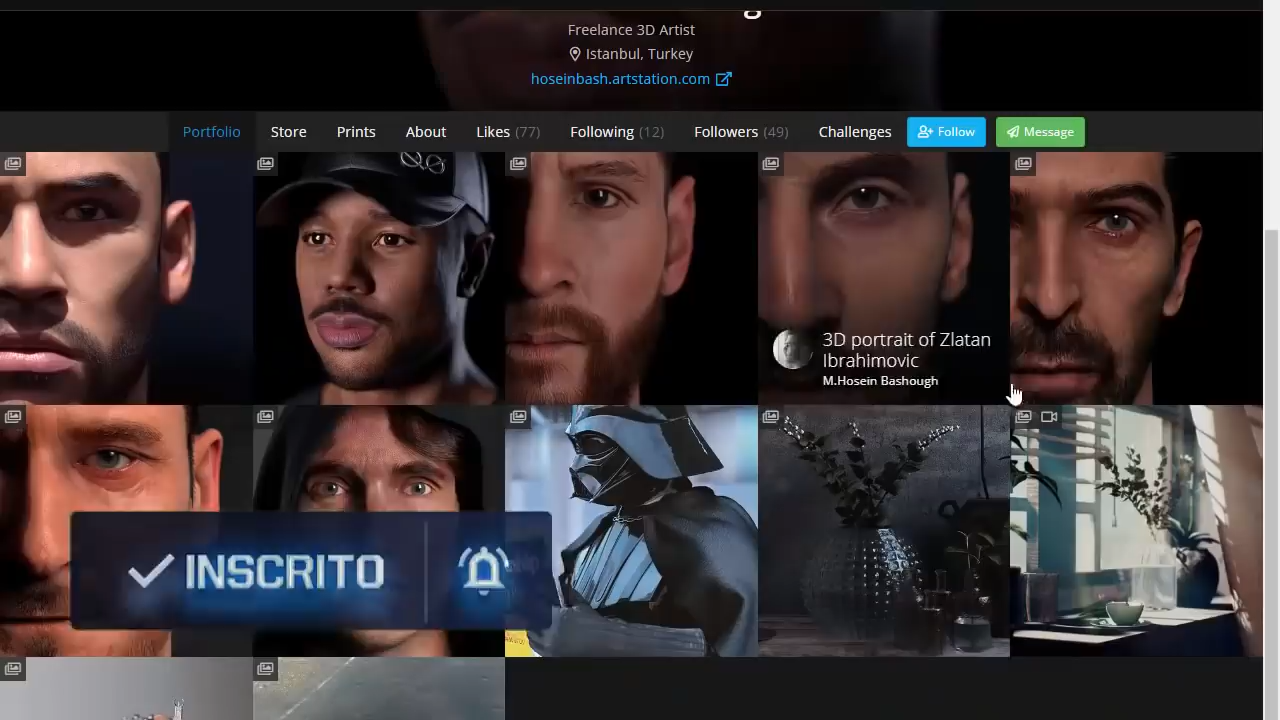 Freelance 3D Artist
Istanbul, Turkey
hoseinbash.artstation.com
Portfolio Store Prints About Likes (77) Following (12) Followers (49) Challenges Follow Message
3D portrait of Zlatan
Ibrahimovic
M.Hosein Bashough
INSCRITO